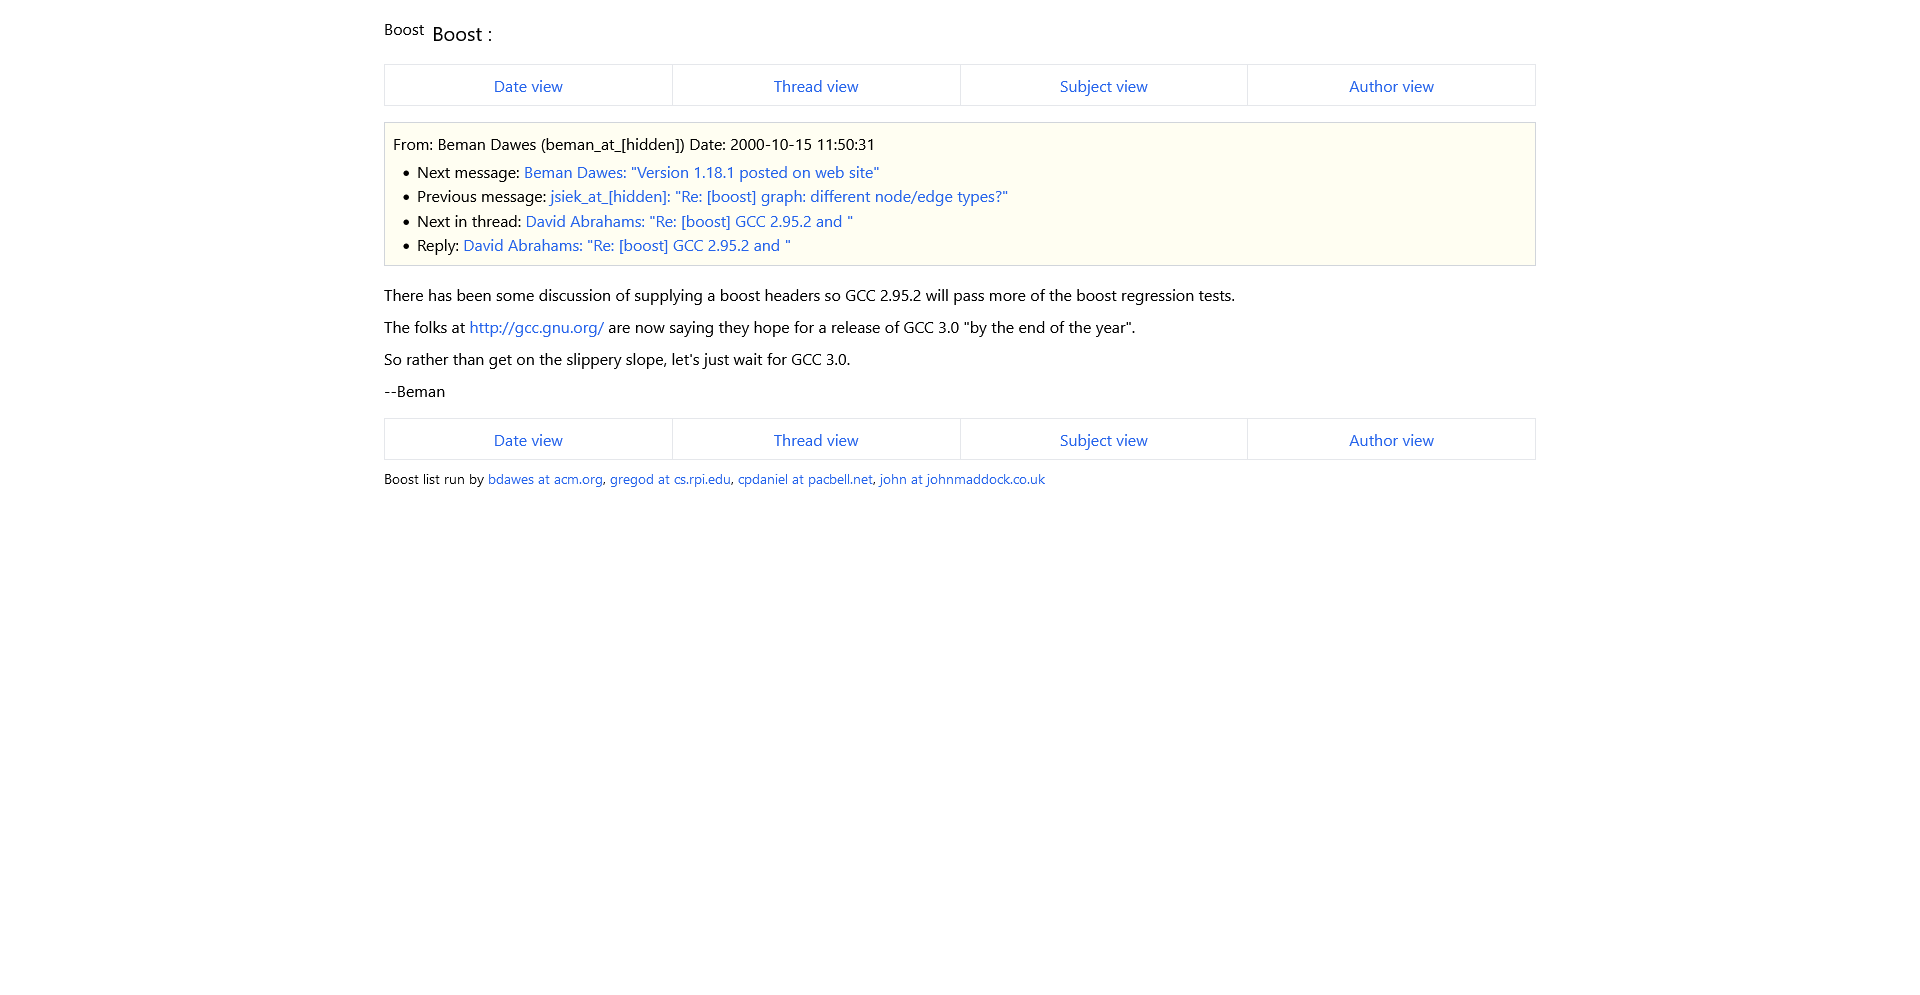 Boost Boost :
Date view Thread view Subject view Author view
From: Beman Dawes (beman_at_[hidden]) Date: 2000-10-15 11:50:31
• Next message: Beman Dawes: "Version 1.18.1 posted on web site"
• Previous message: jsiek_at_[hidden]: "Re: [boost] graph: different node/edge types?"
• Next in thread: David Abrahams: "Re: [boost] GCC 2.95.2 and "
• Reply: David Abrahams: "Re: [boost] GCC 2.95.2 and "
There has been some discussion of supplying a boost headers so GCC 2.95.2 will pass more of the boost regression tests.
The folks at http://gcc.gnu.org/ are now saying they hope for a release of GCC 3.0 "by the end of the year".
So rather than get on the slippery slope, let's just wait for GCC 3.0.
--Beman
Date view Thread view Subject view Author view
Boost list run by bdawes at acm.org, gregod at cs.rpi.edu, cpdaniel at pacbell.net, john at johnmaddock.co.uk